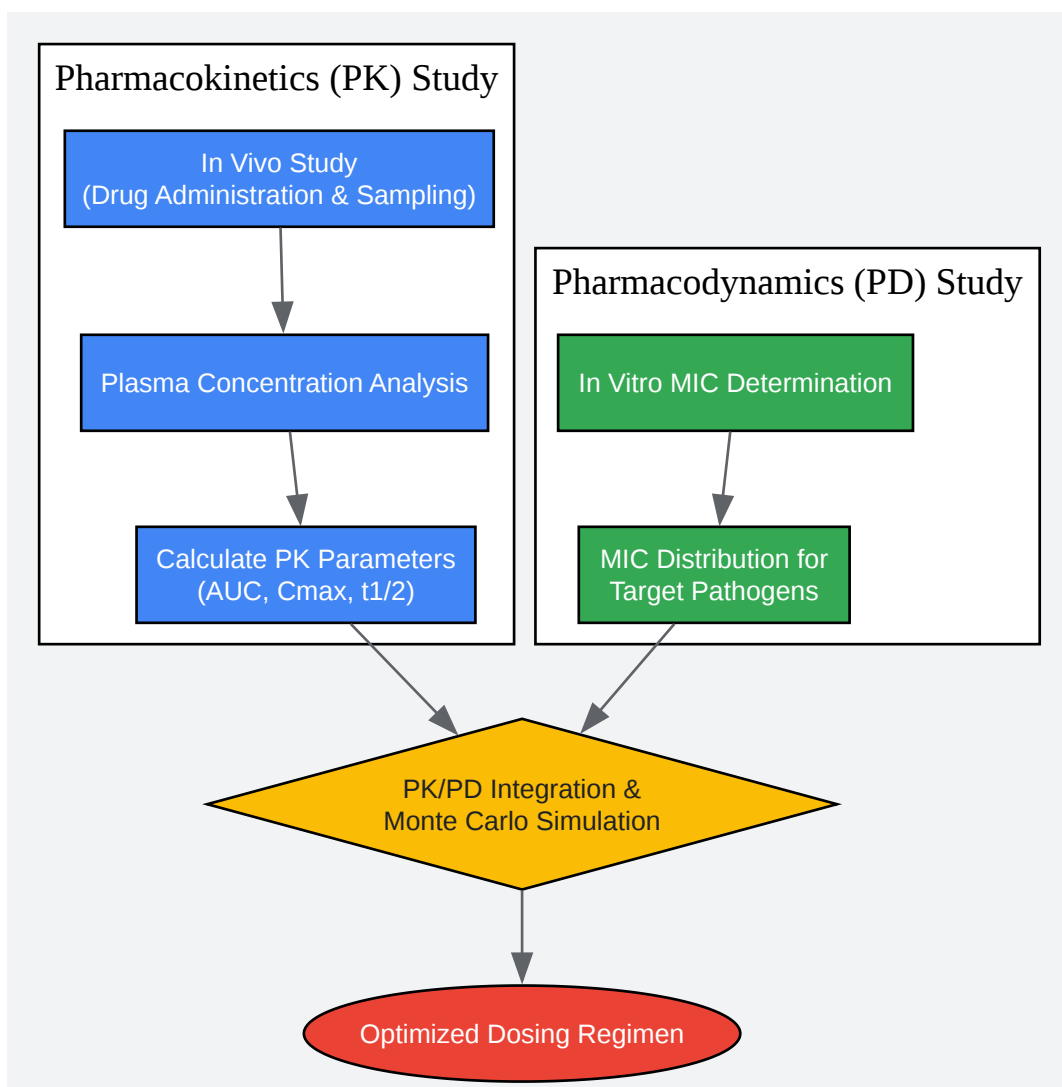 Pharmacokinetics (PK) Study
In Vivo Study
(Drug Administration & Sampling)
Plasma Concentration Analysis
Calculate PK Parameters
(AUC, Cmax, t1/2)
Pharmacodynamics (PD) Study
In Vitro MIC Determination
MIC Distribution for
Target Pathogens
PK/PD Integration &
Monte Carlo Simulation
Optimized Dosing Regimen